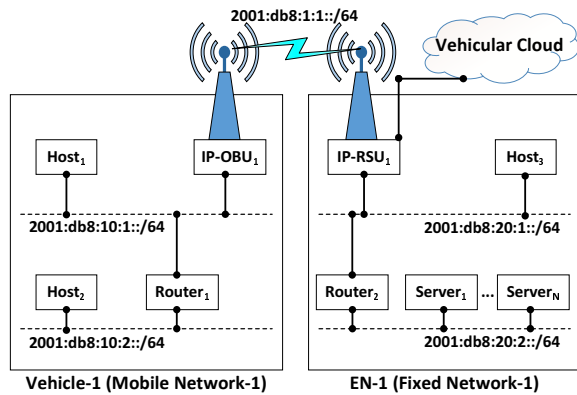 2001:db8:1:1::/64
Vehicular Cloud
Host₁
IP-OBU₁
IP-RSU₁
Host₃
2001:db8:10:1::/64
2001:db8:20:1::/64
Host₂
Router₁
Router₂
Server₁
...
Server_N
2001:db8:10:2::/64
2001:db8:20:2::/64
Vehicle-1 (Mobile Network-1)
EN-1 (Fixed Network-1)